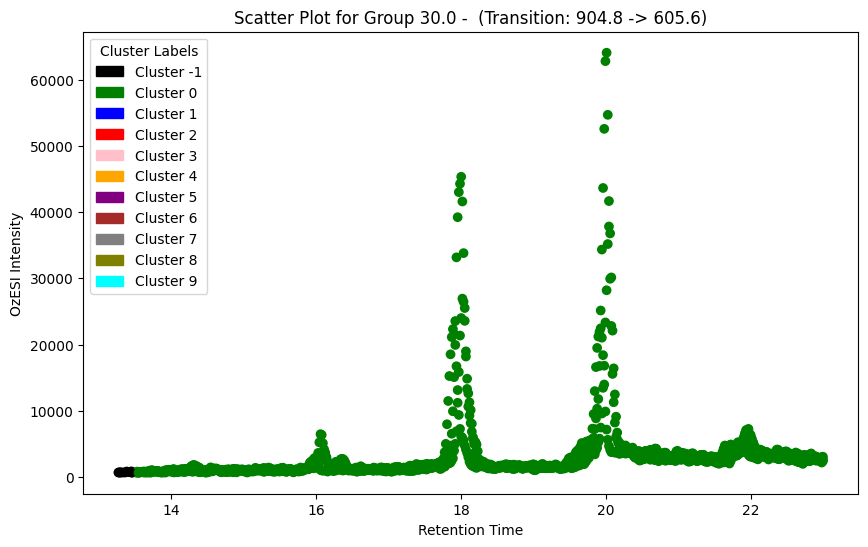 Scatter Plot for Group 30.0 -  (Transition: 904.8 -> 605.6)
Cluster Labels
Cluster -1
Cluster 0
Cluster 1
Cluster 2
Cluster 3
Cluster 4
Cluster 5
Cluster 6
Cluster 7
Cluster 8
Cluster 9
OzESI Intensity
60000
50000
40000
30000
20000
10000
0
14 16 18 20 22
Retention Time